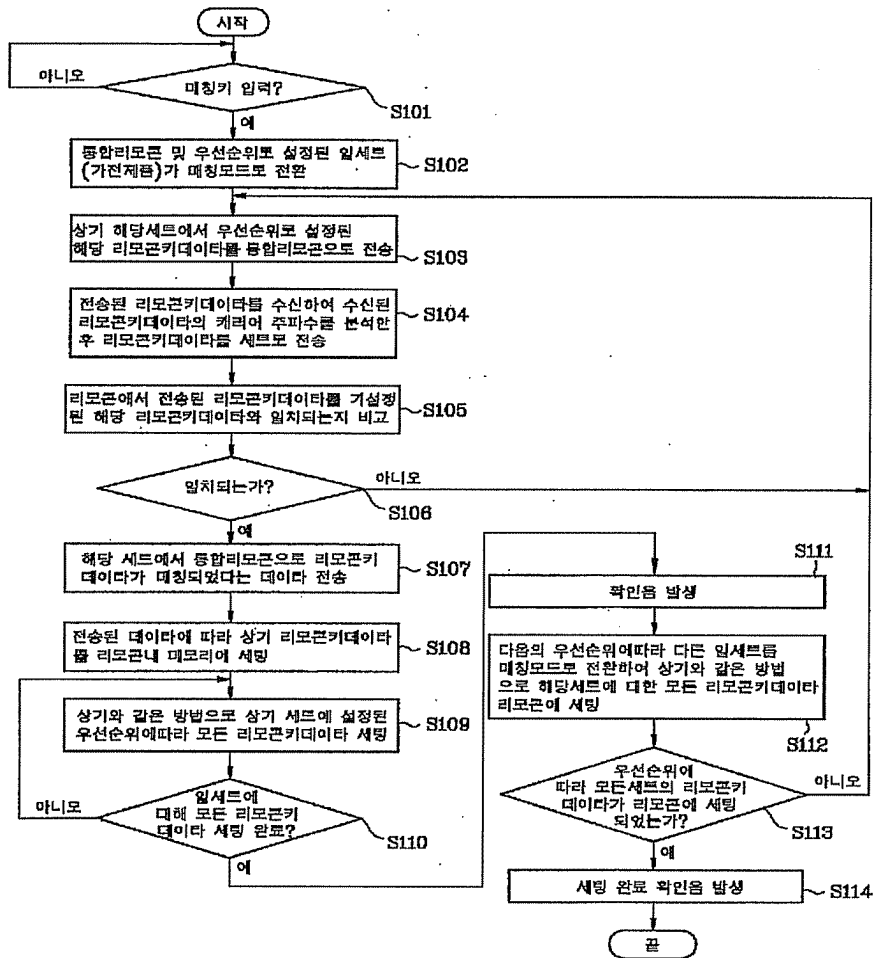 시작
아니오
매칭키 입력?
S101
예
통합리모콘 및 우선순위로 설정된 일세트
(가전제품)가 매칭모드로 전환
S102
상기 해당세트에서 우선순위로 설정된
해당 리모콘키데이타를 통합리모콘으로 전송
S103
전송된 리모콘키데이타를 수신하여 수신된
리모콘키데이타의 캐리어 주파수를 분석한
후 리모콘키데이타를 세트로 전송
S104
리모콘에서 전송된 리모콘키데이타를 기설정
된 해당 리모콘키데이타와 일치되는지 비교
S105
일치되는가?
아니오
S106
예
해당 세트에서 통합리모콘으로 리모콘키
데이타가 매칭되었다는 데이타 전송
S107
전송된 데이타에 따라 상기 리모콘키데이타
를 리모콘내 메모리에 세팅
S108
상기와 같은 방법으로 상기 세트에 설정된
우선순위에따라 모든 리모콘키데이타 세팅
S109
아니오
일세트에
대해 모든 리모콘키
데이타 세팅 완료?
S110
예
S111
확인음 발생
다음의 우선순위에따라 다른 일세트를
매칭모드로 전환하여 상기와 같은 방법
으로 해당세트에 대한 모든 리모콘키데이타
리모콘에 세팅
S112
우선순위에
따라 모든세트의 리모콘키
데이타가 리모콘에 세팅
되었는가?
아니오
S113
예
세팅 완료 확인음 발생
S114
끝